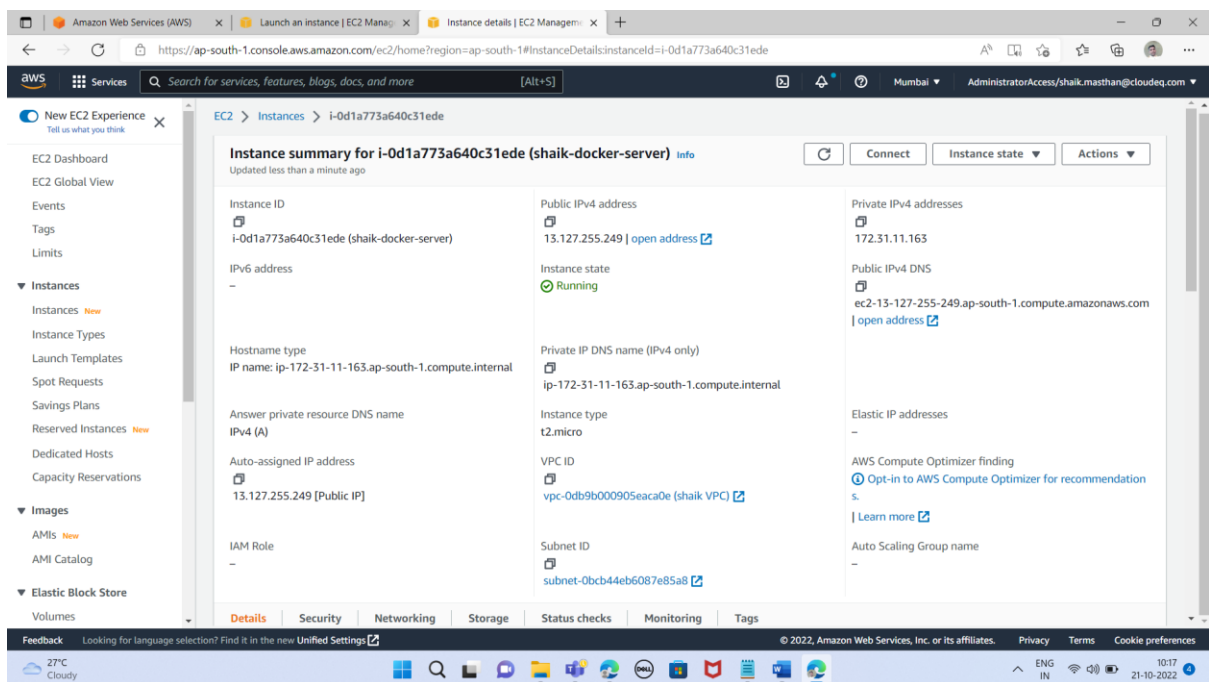 Amazon Web Services (AWS)
Launch an instance | EC2 Manag
Instance details | EC2 Manageme
https://ap-south-1.console.aws.amazon.com/ec2/home?region=ap-south-1#InstanceDetails:instanceId=i-0d1a773a640c31ede
aws
Services
Search for services, features, blogs, docs, and more
[Alt+S]
Mumbai
AdministratorAccess/shaik.masthan@cloudeq.com
New EC2 Experience
Tell us what you think
EC2 Dashboard
EC2 Global View
Events
Tags
Limits
Instances
Instances New
Instance Types
Launch Templates
Spot Requests
Savings Plans
Reserved Instances New
Dedicated Hosts
Capacity Reservations
Images
AMIs New
AMI Catalog
Elastic Block Store
Volumes
EC2 > Instances > i-0d1a773a640c31ede
Instance summary for i-0d1a773a640c31ede (shaik-docker-server) Info
Updated less than a minute ago
Connect
Instance state
Actions
Instance ID
i-0d1a773a640c31ede (shaik-docker-server)
Public IPv4 address
13.127.255.249 | open address
Private IPv4 addresses
172.31.11.163
IPv6 address
–
Instance state
Running
Public IPv4 DNS
ec2-13-127-255-249.ap-south-1.compute.amazonaws.com
| open address
Hostname type
IP name: ip-172-31-11-163.ap-south-1.compute.internal
Private IP DNS name (IPv4 only)
ip-172-31-11-163.ap-south-1.compute.internal
Answer private resource DNS name
IPv4 (A)
Instance type
t2.micro
Elastic IP addresses
–
Auto-assigned IP address
13.127.255.249 [Public IP]
VPC ID
vpc-0db9b000905eaca0e (shaik VPC)
AWS Compute Optimizer finding
Opt-in to AWS Compute Optimizer for recommendation
s.
| Learn more
IAM Role
–
Subnet ID
subnet-0bcb44eb6087e85a8
Auto Scaling Group name
–
Details
Security
Networking
Storage
Status checks
Monitoring
Tags
Feedback
Looking for language selection? Find it in the new Unified Settings
© 2022, Amazon Web Services, Inc. or its affiliates.
Privacy
Terms
Cookie preferences
27°C
Cloudy
DELL
ENG
IN
10:17
21-10-2022
4